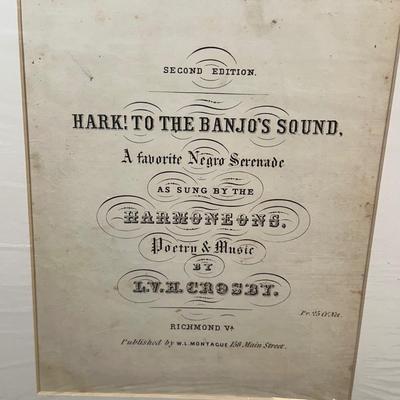 SECOND EDITION.
HARK! TO THE BANJO'S SOUND,
A favorite Negro Serenade
AS SUNG BY THE
HARMONEONS.
Poetry & Music
BY
L.V.H. CROSBY.
Pr. 25 Cts. Net.
RICHMOND Va
Published by W. L. MONTAGUE 158 Main Street.